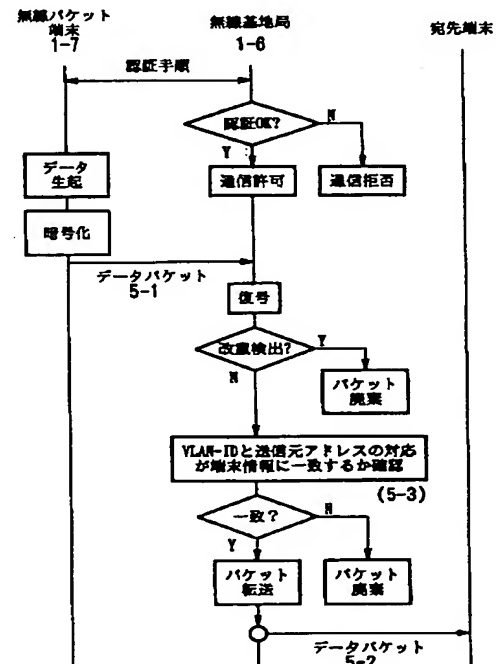 無線パケット
端末
1-7
無線基地局
1-6
宛先端末
認証手順
認証OK?
N
Y
データ
生起
通信許可
通信拒否
暗号化
データパケット
5-1
復号
改竄検出?
Y
N
パケット
廃棄
VLAN-IDと送信元アドレスの対応
が端末情報に一致するか確認
(5-3)
一致?
N
Y
パケット
転送
パケット
廃棄
データパケット
5-2